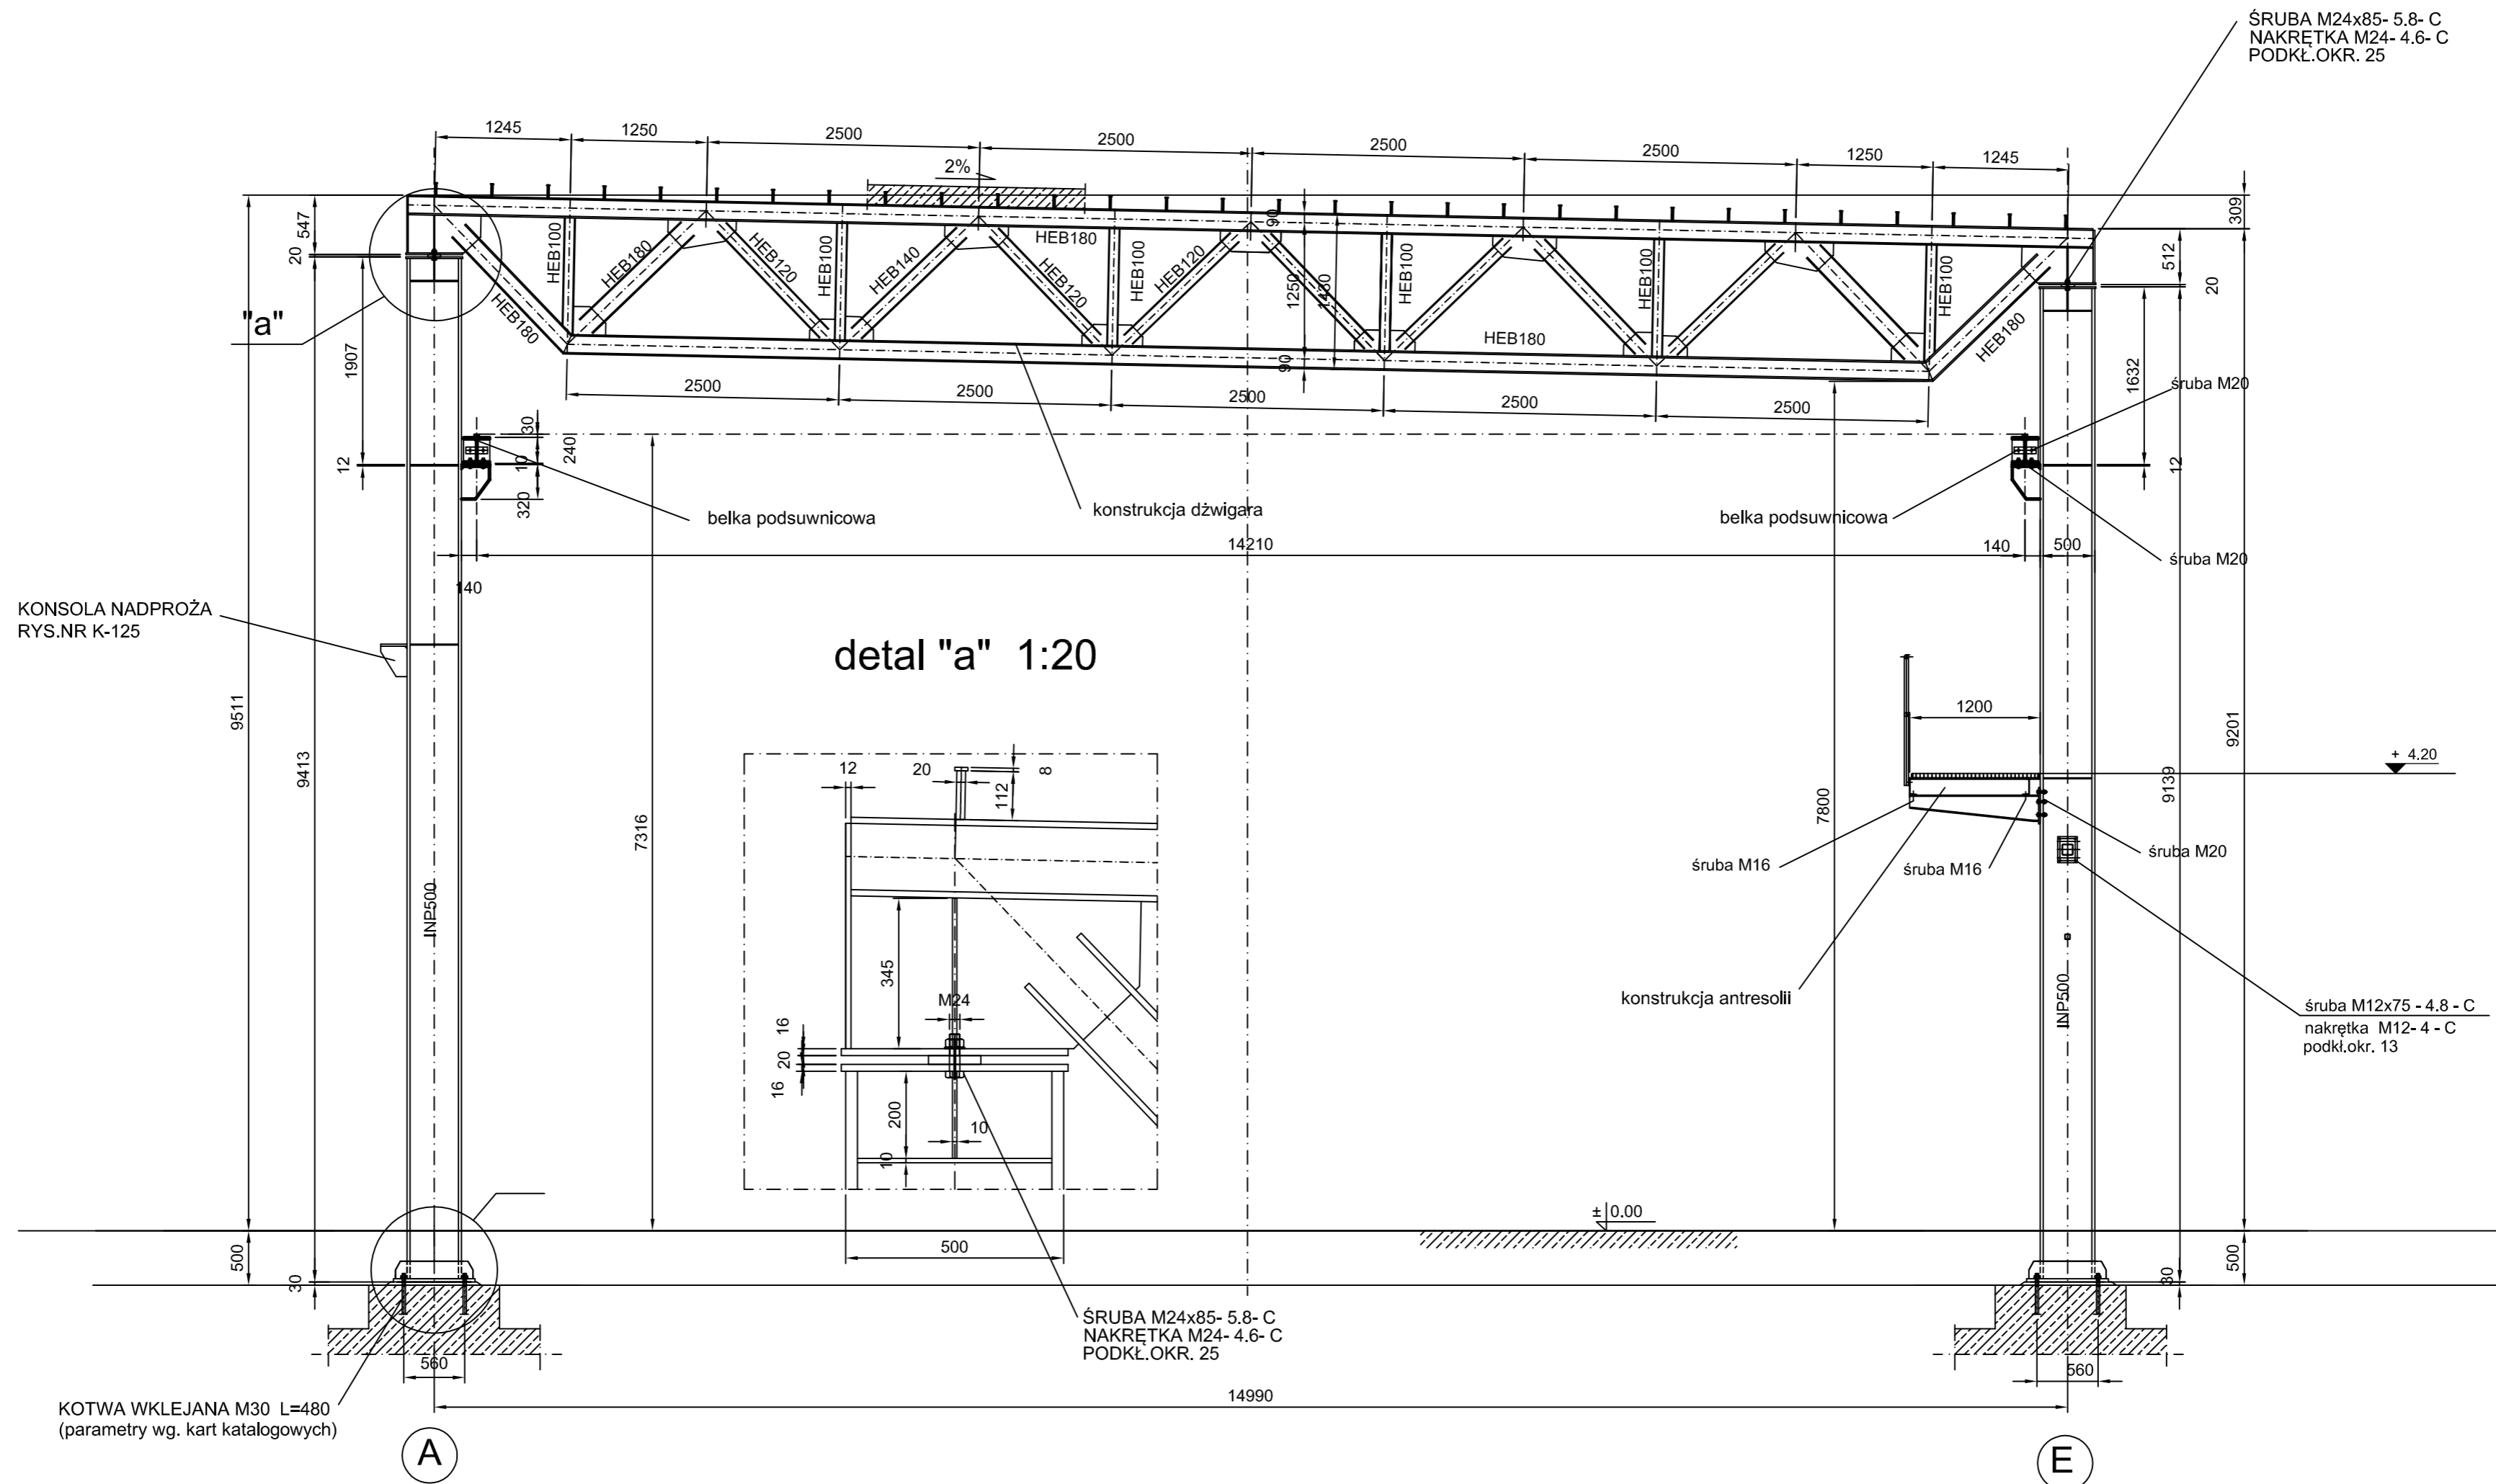 ŚRUBA M24x85- 5.8- C
NAKRĘTKA M24- 4.6- C
PODKŁ.OKR. 25
1245
1250
2500
2500
2500
2500
1250
1245
2%
547
20
309
512
20
90
1250
1430
90
HEB100
HEB180
HEB120
HEB100
HEB140
HEB180
HEB120
HEB100
HEB120
HEB100
HEB100
HEB100
HEB180
HEB180
HEB180
"a"
1907
12
2500
2500
2500
2500
2500
1632
12
śruba M20
30
240
10
320
belka podsuwnicowa
konstrukcja dżwigara
belka podsuwnicowa
14210
140
140
500
śruba M20
KONSOLA NADPROŻA
RYS.NR K-125
detal "a" 1:20
9511
9413
7316
7800
9139
9201
1200
+ 4.20
12
20
8
112
345
M24
16
20
16
200
10
10
500
śruba M16
śruba M16
śruba M20
konstrukcja antresolii
INP500
INP500
śruba M12x75 - 4.8 - C
nakrętka M12- 4 - C
podkł.okr. 13
± 0.00
500
30
500
30
ŚRUBA M24x85- 5.8- C
NAKRĘTKA M24- 4.6- C
PODKŁ.OKR. 25
560
560
14990
KOTWA WKLEJANA M30 L=480
(parametry wg. kart katalogowych)
A
E